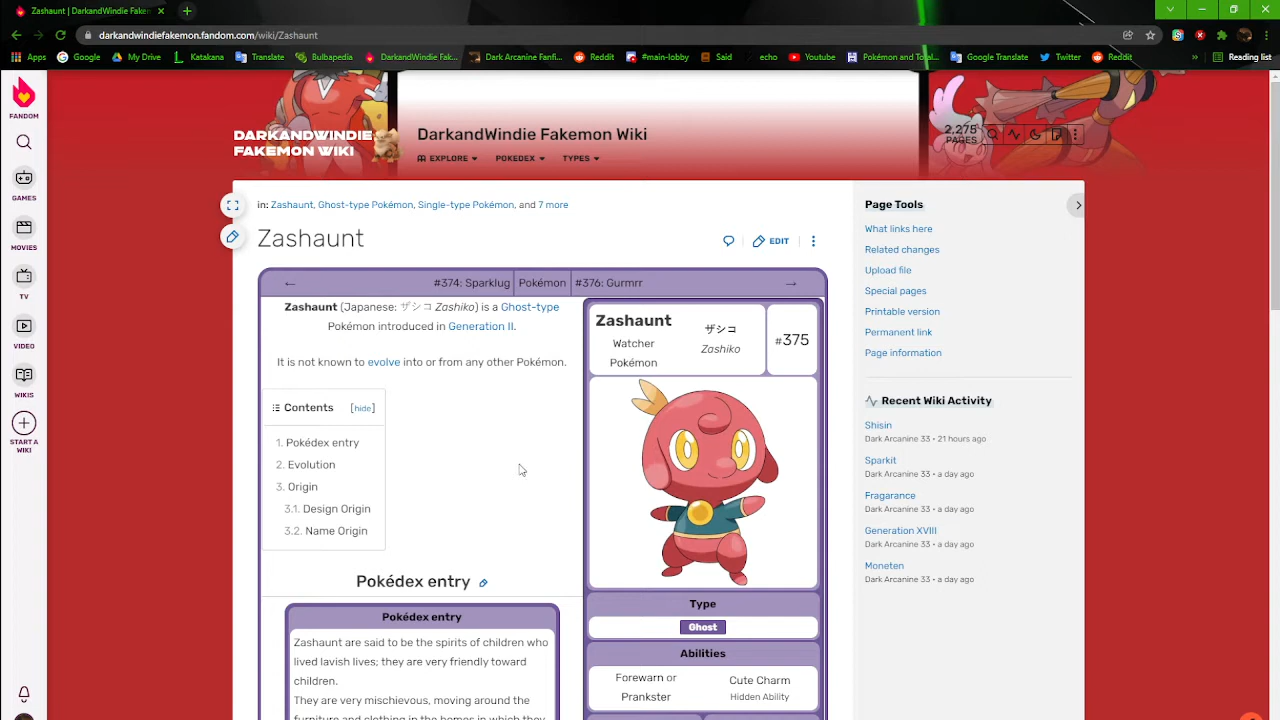 Zashaunt | DarkandWindie Faker
darkandwindiefakemon.fandom.com/wiki/Zashaunt
Apps
Google
My Drive
Katakana
Translate
Bulbapedia
DarkandWindie Fak...
Dark Arcanine Fanfi...
Reddit
#main-lobby
Said
echo
Youtube
Pokémon and Total...
Google Translate
Twitter
Reddit
»
Reading list
FANDOM
GAMES
MOVIES
TV
VIDEO
WIKIS
START A
WIKI
DARKANDWINDIE
FAKEMON WIKI
DarkandWindie Fakemon Wiki
EXPLORE
POKEDEX
TYPES
2,275
PAGES
in: Zashaunt, Ghost-type Pokémon, Single-type Pokémon, and 7 more
Zashaunt
EDIT
← #374: Sparklug
Pokémon
#376: Gurmrr →
Zashaunt (Japanese: ザシコ Zashiko) is a Ghost-type
Pokémon introduced in Generation II.
It is not known to evolve into or from any other Pokémon.
Contents [hide]
1. Pokédex entry
2. Evolution
3. Origin
3.1. Design Origin
3.2. Name Origin
Pokédex entry
Pokédex entry
Zashaunt are said to be the spirits of children who
lived lavish lives; they are very friendly toward
children.
They are very mischievous, moving around the
furniture and clothing in the homes in which they
Zashaunt
Watcher
Pokémon
ザシコ
Zashiko
#375
Type
Ghost
Abilities
Forewarn or
Prankster
Cute Charm
Hidden Ability
Page Tools
What links here
Related changes
Upload file
Special pages
Printable version
Permanent link
Page information
Recent Wiki Activity
Shisin
Dark Arcanine 33 • 21 hours ago
Sparkit
Dark Arcanine 33 • a day ago
Fragarance
Dark Arcanine 33 • a day ago
Generation XVIII
Dark Arcanine 33 • a day ago
Moneten
Dark Arcanine 33 • a day ago